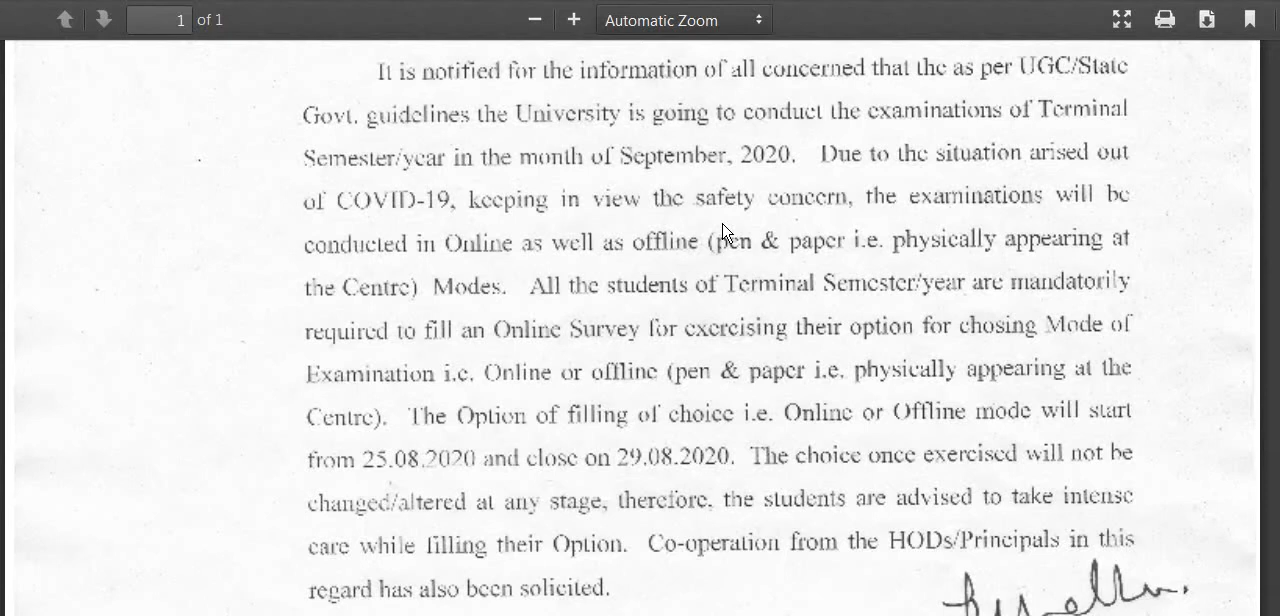 1 of 1
Automatic Zoom
It is notified for the information of all concerned that the as per UGC/State
Govt. guidelines the University is going to conduct the examinations of Terminal
Semester/year in the month of September, 2020. Due to the situation arised out
of COVID-19, keeping in view the safety concern, the examinations will be
conducted in Online as well as offline (pen & paper i.e. physically appearing at
the Centre) Modes. All the students of Terminal Semester/year are mandatorily
required to fill an Online Survey for exercising their option for chosing Mode of
Examination i.e. Online or offline (pen & paper i.e. physically appearing at the
Centre). The Option of filling of choice i.e. Online or Offline mode will start
from 25.08.2020 and close on 29.08.2020. The choice once exercised will not be
changed/altered at any stage, therefore, the students are advised to take intense
care while filling their Option. Co-operation from the HODs/Principals in this
regard has also been solicited.